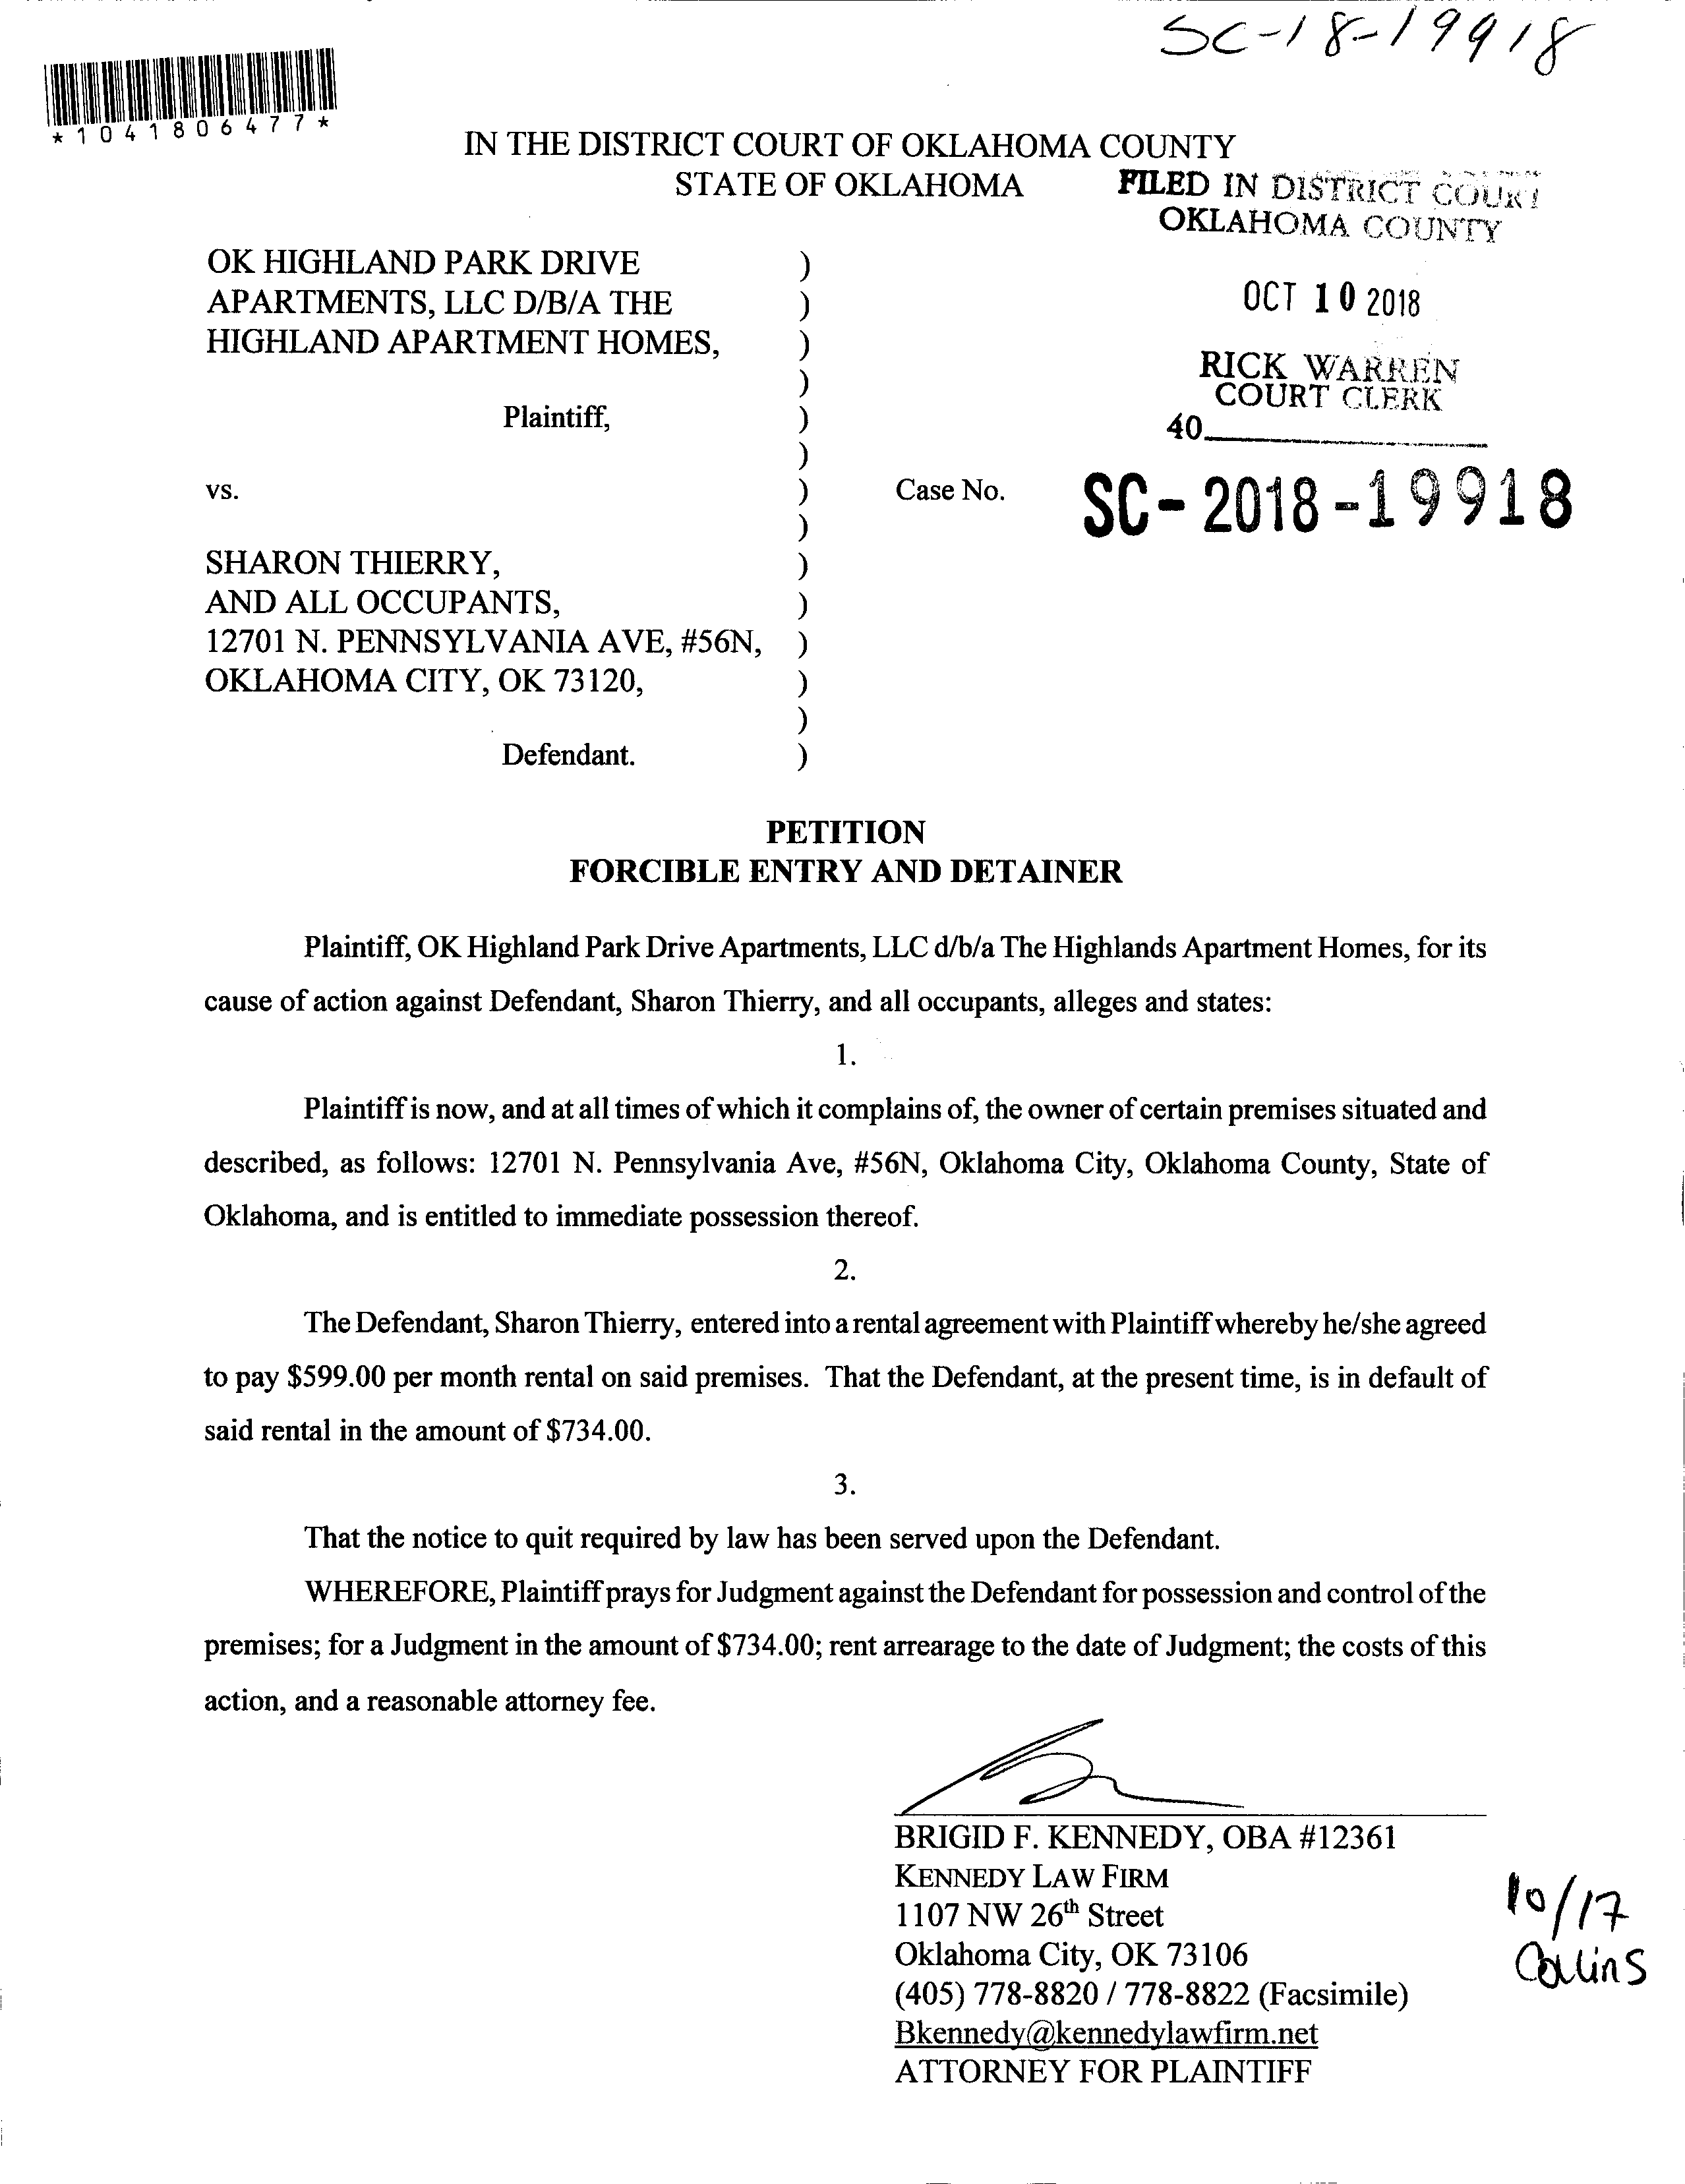 SC-18-19918
*1041806477*
IN THE DISTRICT COURT OF OKLAHOMA COUNTY
STATE OF OKLAHOMA
FILED IN DISTRICT COURT
OKLAHOMA COUNTY
OCT 10 2018
RICK WARREN
COURT CLERK
40
OK HIGHLAND PARK DRIVE )
APARTMENTS, LLC D/B/A THE )
HIGHLAND APARTMENT HOMES, )
)
Plaintiff, )
)
vs. ) Case No. SC-2018-19918
)
SHARON THIERRY, )
AND ALL OCCUPANTS, )
12701 N. PENNSYLVANIA AVE, #56N, )
OKLAHOMA CITY, OK 73120, )
)
Defendant. )
PETITION
FORCIBLE ENTRY AND DETAINER
Plaintiff, OK Highland Park Drive Apartments, LLC d/b/a The Highlands Apartment Homes, for its
cause of action against Defendant, Sharon Thierry, and all occupants, alleges and states:
1.
Plaintiff is now, and at all times of which it complains of, the owner of certain premises situated and
described, as follows: 12701 N. Pennsylvania Ave, #56N, Oklahoma City, Oklahoma County, State of
Oklahoma, and is entitled to immediate possession thereof.
2.
The Defendant, Sharon Thierry, entered into a rental agreement with Plaintiff whereby he/she agreed
to pay $599.00 per month rental on said premises. That the Defendant, at the present time, is in default of
said rental in the amount of $734.00.
3.
That the notice to quit required by law has been served upon the Defendant.
WHEREFORE, Plaintiff prays for Judgment against the Defendant for possession and control of the
premises; for a Judgment in the amount of $734.00; rent arrearage to the date of Judgment; the costs of this
action, and a reasonable attorney fee.
BRIGID F. KENNEDY, OBA #12361
KENNEDY LAW FIRM
1107 NW 26th Street
Oklahoma City, OK 73106
(405) 778-8820 / 778-8822 (Facsimile)
Bkennedy@kennedylawfirm.net
ATTORNEY FOR PLAINTIFF
10/17
Collins